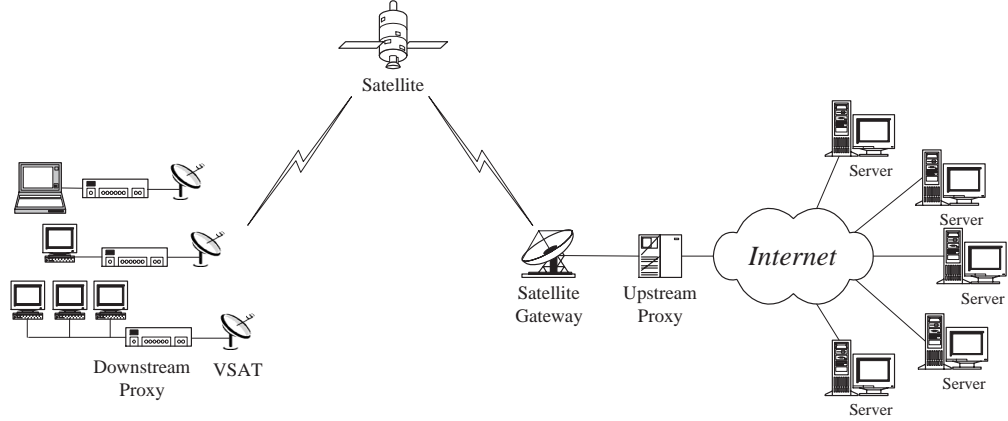 Satellite
Server
Server
Internet
Server
Satellite
Gateway
Upstream
Proxy
Downstream
Proxy
VSAT
Server
Server